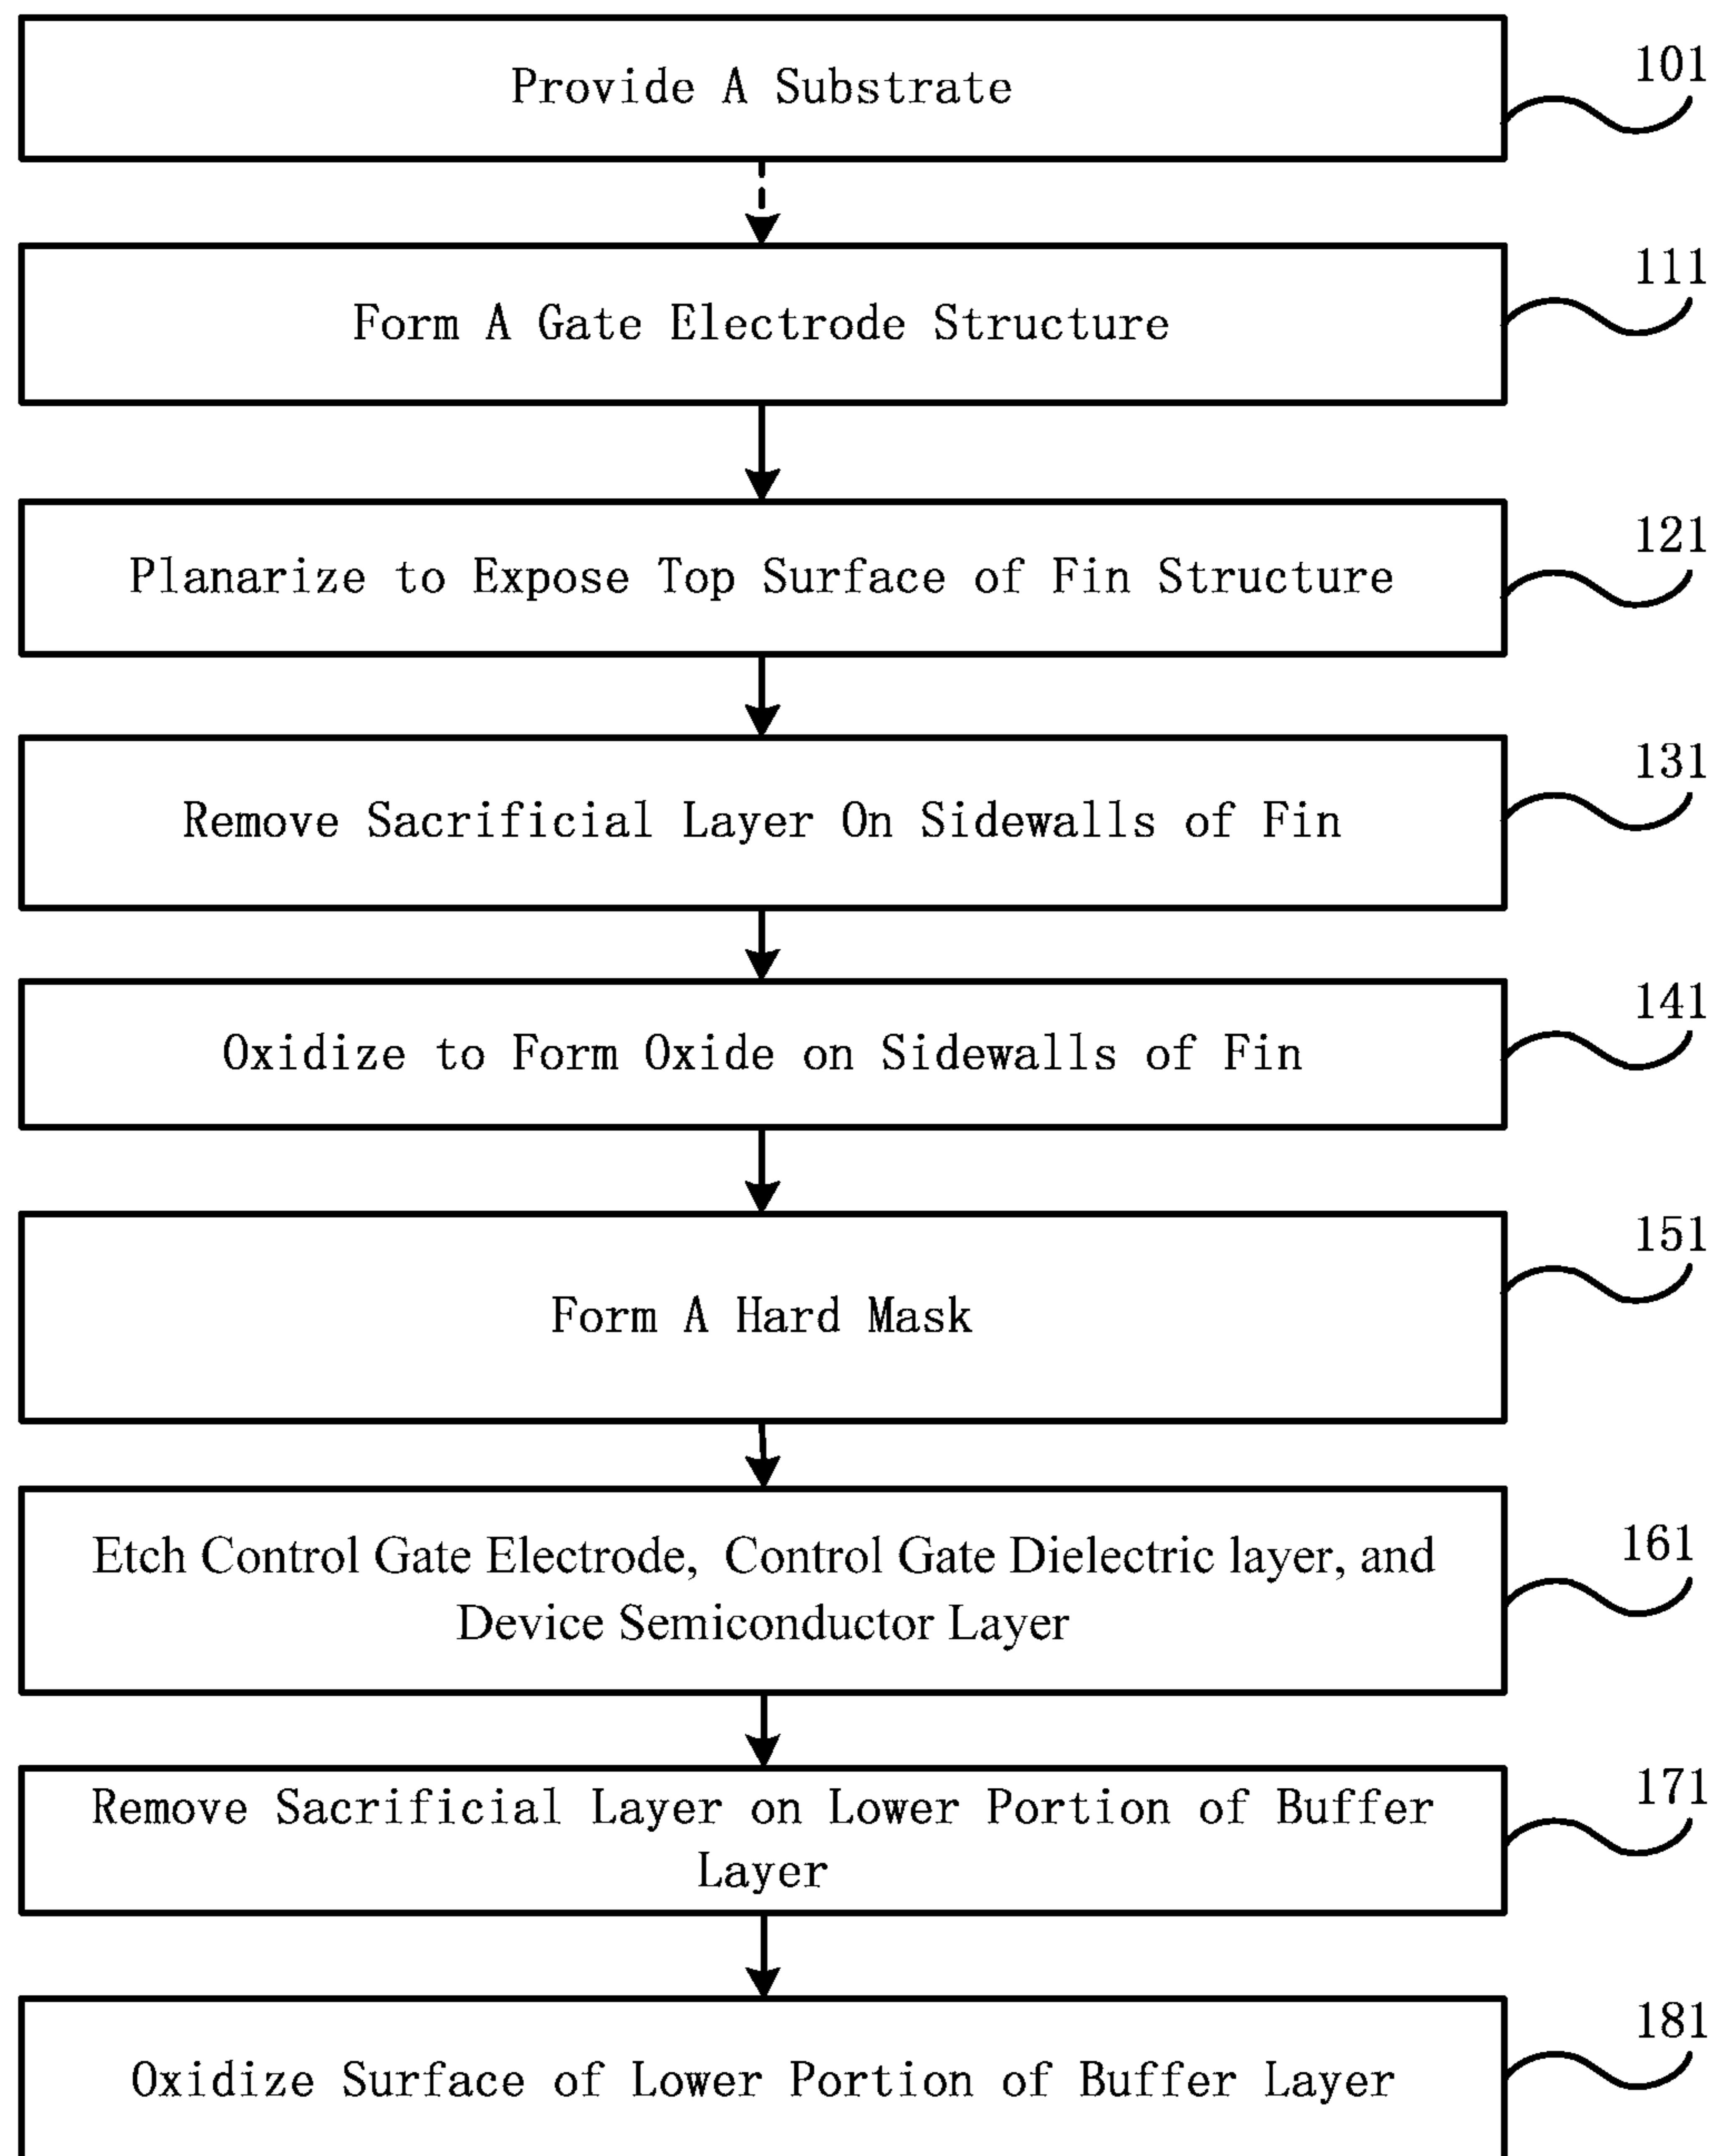 Provide A Substrate
101
Form A Gate Electrode Structure
111
Planarize to Expose Top Surface of Fin Structure
121
Remove Sacrificial Layer On Sidewalls of Fin
131
Oxidize to Form Oxide on Sidewalls of Fin
141
Form A Hard Mask
151
Etch Control Gate Electrode, Control Gate Dielectric layer, and
Device Semiconductor Layer
161
Remove Sacrificial Layer on Lower Portion of Buffer
Layer
171
Oxidize Surface of Lower Portion of Buffer Layer
181